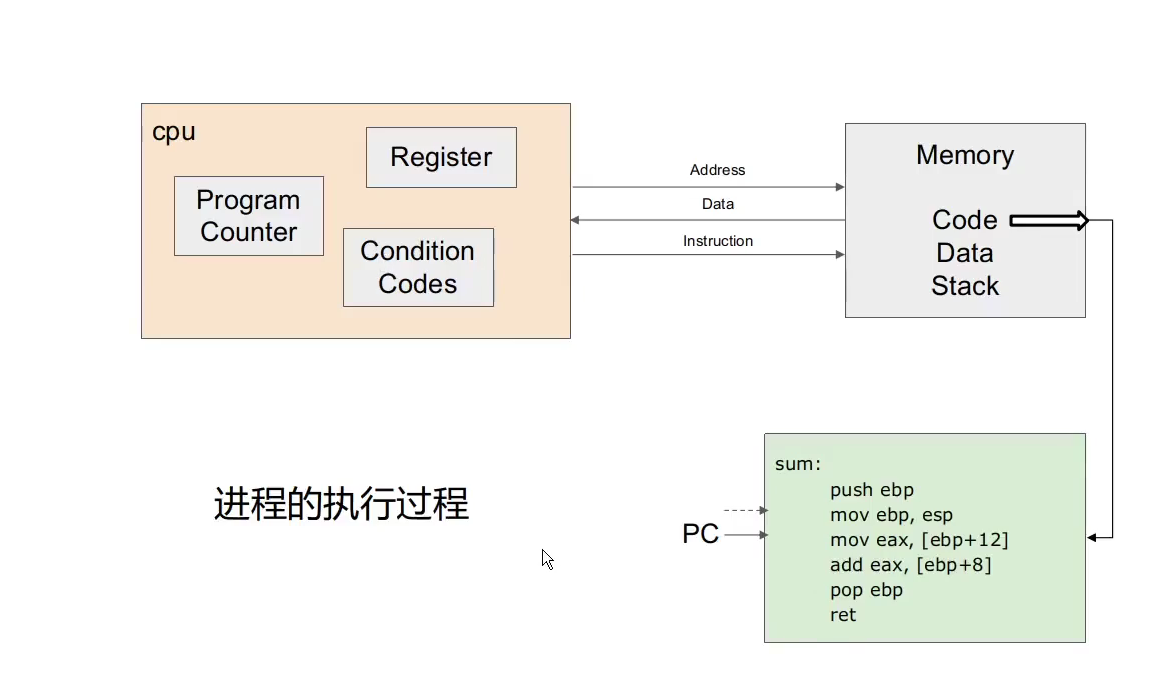 cpu
Register
Program
Counter
Condition
Codes
Address
Data
Instruction
Memory
Code
Data
Stack
进程的执行过程
PC
sum:
push ebp
mov ebp, esp
mov eax, [ebp+12]
add eax, [ebp+8]
pop ebp
ret